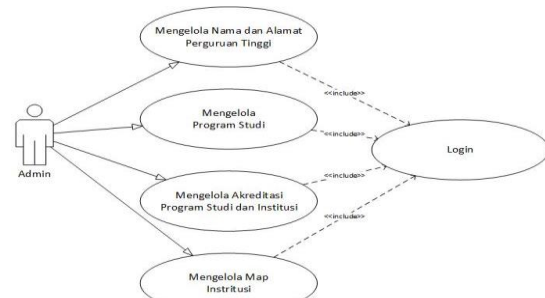 Mengelola Nama dan Alamat
Perguruan Tinggi
<<include>>
Mengelola
Program Studi
<<include>>
Login
Admin
<<include>>
Mengelola Akreditasi
Program Studi dan Institusi
<<include>>
Mengelola Map
Instritusi